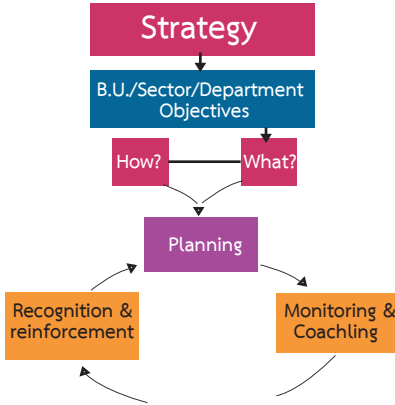 Strategy
B.U./Sector/Department
Objectives
How?
What?
Planning
Recognition &
reinforcement
Monitoring &
Coachling